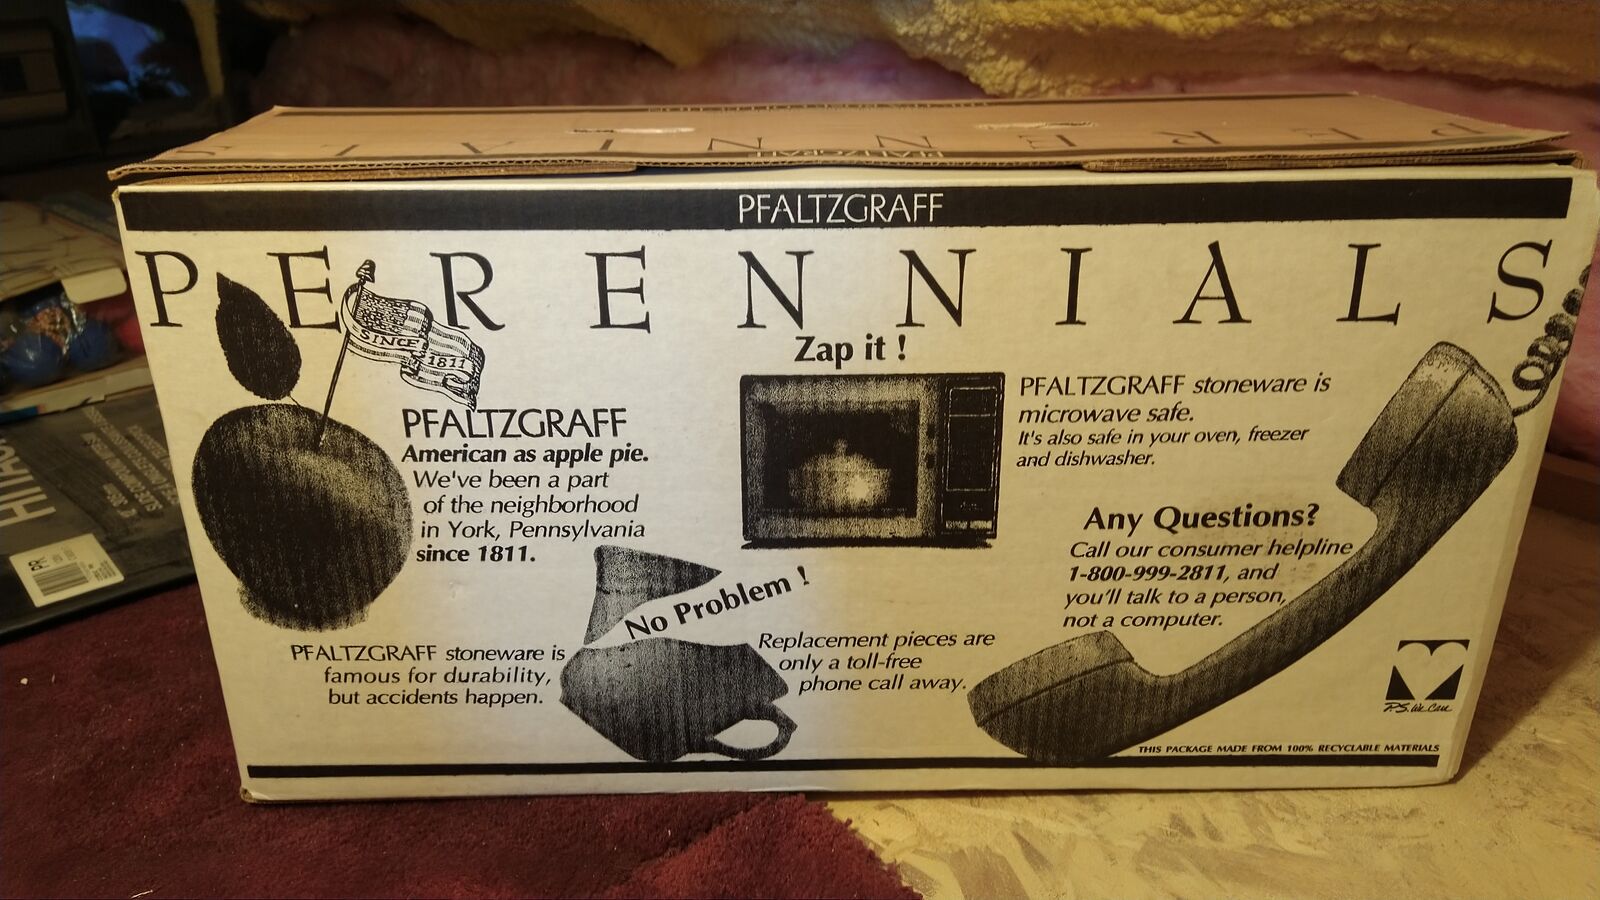 PERENNIALS
PFALTZGRAFF
PFALTZGRAFF
PERENNIALS
SINCE 1811
Zap it !
PFALTZGRAFF stoneware is
microwave safe.
It's also safe in your oven, freezer
and dishwasher.
PFALTZGRAFF
American as apple pie.
We've been a part
of the neighborhood
in York, Pennsylvania
since 1811.
Any Questions?
Call our consumer helpline
1-800-999-2811, and
you'll talk to a person,
not a computer.
No Problem !
PFALTZGRAFF stoneware is
famous for durability,
but accidents happen.
Replacement pieces are
only a toll-free
phone call away.
P.S. We Care
THIS PACKAGE MADE FROM 100% RECYCLABLE MATERIALS